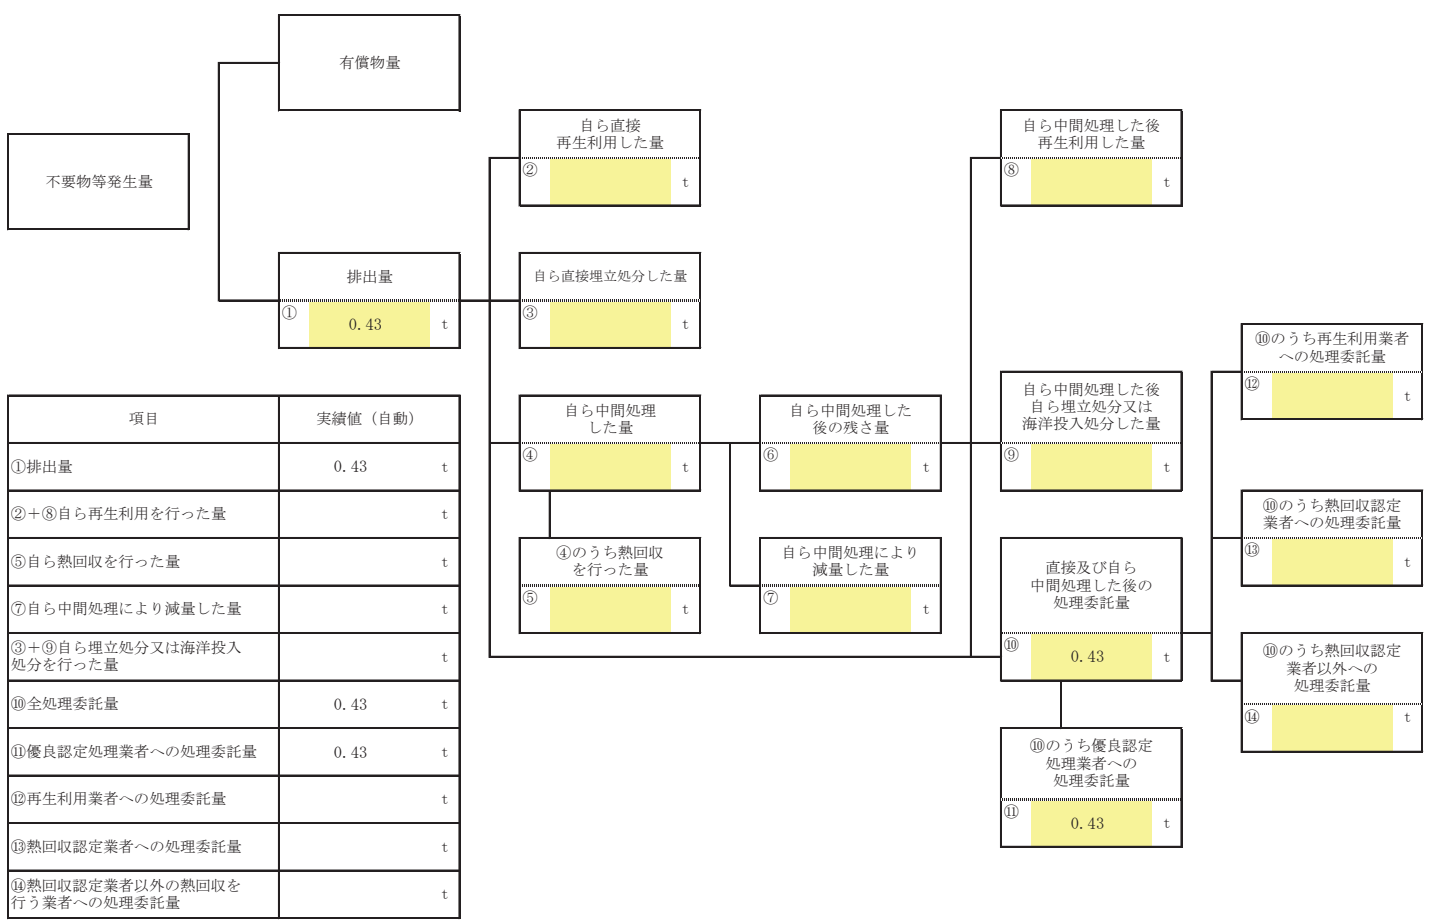 有償物量
不要物等発生量
排出量
①
0.43
t
自ら直接
再生利用した量
②
t
自ら直接埋立処分した量
③
t
自ら中間処理
した量
④
t
④のうち熱回収
を行った量
⑤
t
自ら中間処理した
後の残さ量
⑥
t
自ら中間処理により
減量した量
⑦
t
自ら中間処理した後
再生利用した量
⑧
t
自ら中間処理した後
自ら埋立処分又は
海洋投入処分した量
⑨
t
直接及び自ら
中間処理した後の
処理委託量
⑩
0.43
t
⑩のうち優良認定
処理業者への
処理委託量
⑪
0.43
t
⑩のうち再生利用業者
への処理委託量
⑫
t
⑩のうち熱回収認定
業者への処理委託量
⑬
t
⑩のうち熱回収認定
業者以外への
処理委託量
⑭
t
項目 実績値（自動）
①排出量 0.43 t
②＋⑧自ら再生利用を行った量 t
⑤自ら熱回収を行った量 t
⑦自ら中間処理により減量した量 t
③＋⑨自ら埋立処分又は海洋投入
処分を行った量 t
⑩全処理委託量 0.43 t
⑪優良認定処理業者への処理委託量 0.43 t
⑫再生利用業者への処理委託量 t
⑬熱回収認定業者への処理委託量 t
⑭熱回収認定業者以外の熱回収を
行う業者への処理委託量 t